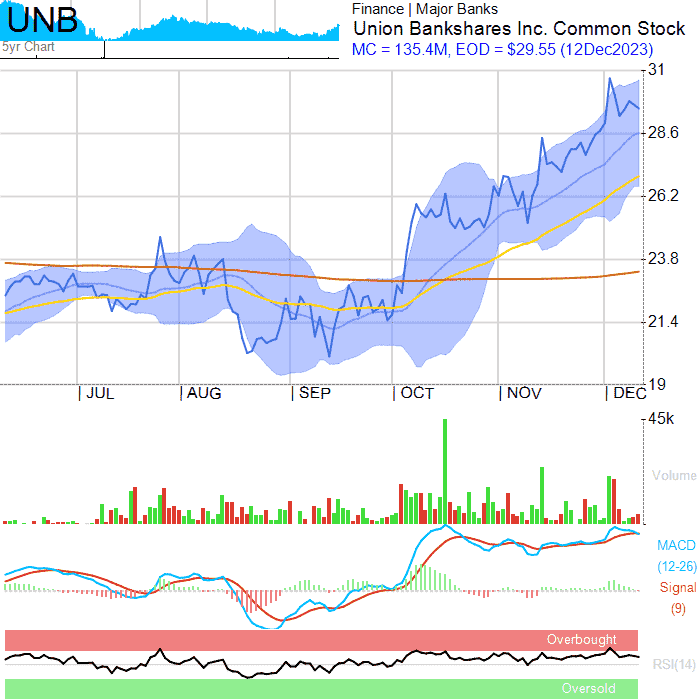 UNB
5yr Chart
Finance | Major Banks
Union Bankshares Inc. Common Stock
MC = 135.4M, EOD = $29.55 (12Dec2023)
31
28.6
26.2
23.8
21.4
19
JUL
AUG
SEP
OCT
NOV
DEC
45k
Volume
MACD
(12-26)
Signal
(9)
Overbought
RSI(14)
Oversold